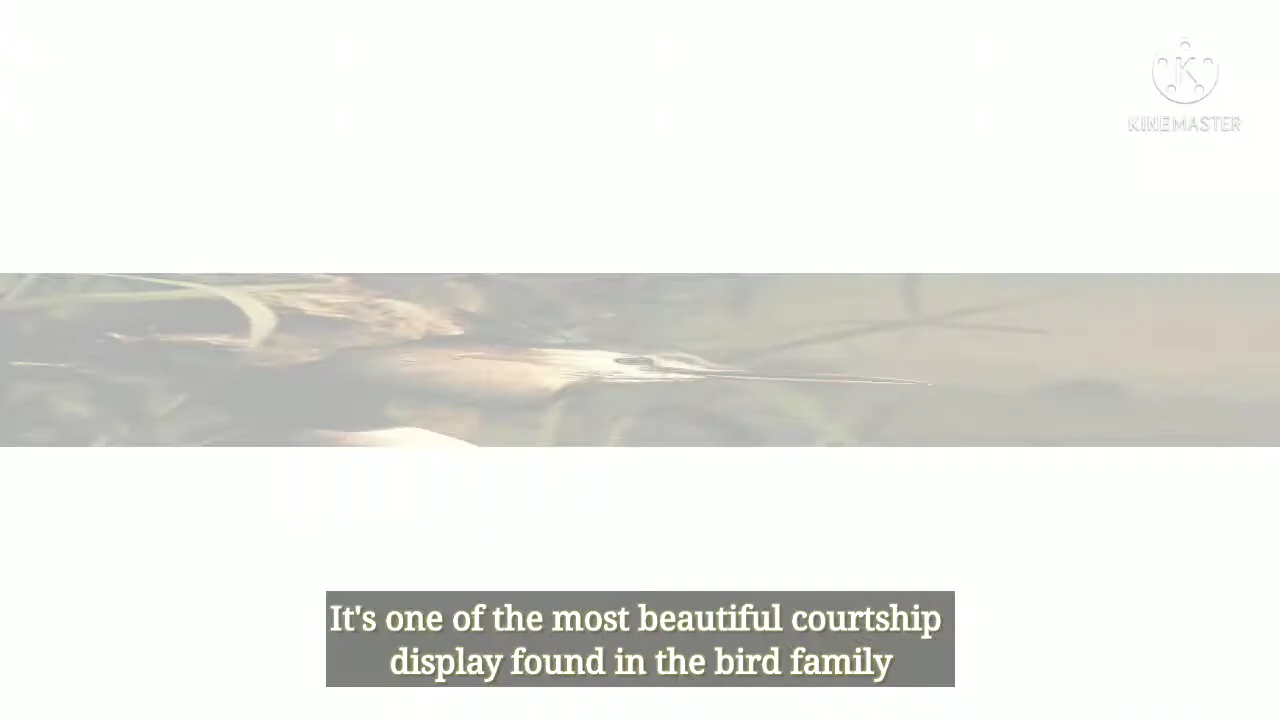 KINEMASTER
It's one of the most beautiful courtship
display found in the bird family